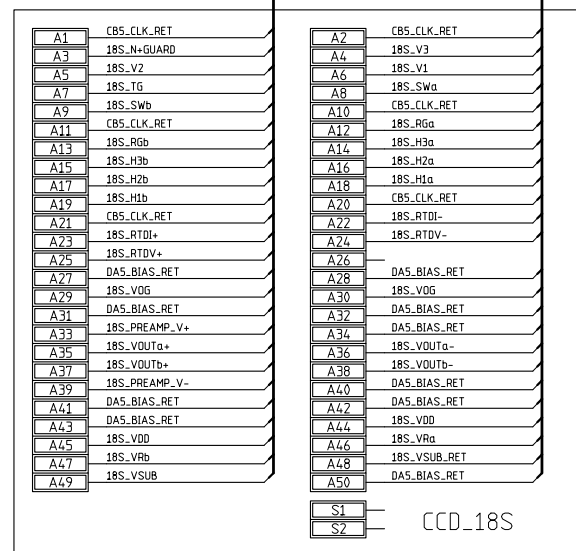 A1 CB5_CLK_RET A2 CB5_CLK_RET
A3 18S_N+GUARD A4 18S_V3
A5 18S_V2 A6 18S_V1
A7 18S_TG A8 18S_SWa
A9 18S_SWb A10 CB5_CLK_RET
A11 CB5_CLK_RET A12 18S_RGa
A13 18S_RGb A14 18S_H3a
A15 18S_H3b A16 18S_H2a
A17 18S_H2b A18 18S_H1a
A19 18S_H1b A20 CB5_CLK_RET
A21 CB5_CLK_RET A22 18S_RTDI-
A23 18S_RTDI+ A24 18S_RTDV-
A25 18S_RTDV+ A26
A27 DA5_BIAS_RET A28 DA5_BIAS_RET
A29 18S_VOG A30 18S_VOG
A31 DA5_BIAS_RET A32 DA5_BIAS_RET
A33 18S_PREAMP_V+ A34 DA5_BIAS_RET
A35 18S_VOUTa+ A36 18S_VOUTa-
A37 18S_VOUTb+ A38 18S_VOUTb-
A39 18S_PREAMP_V- A40 DA5_BIAS_RET
A41 DA5_BIAS_RET A42 DA5_BIAS_RET
A43 DA5_BIAS_RET A44 18S_VDD
A45 18S_VDD A46 18S_VRa
A47 18S_VRb A48 18S_VSUB_RET
A49 18S_VSUB A50 DA5_BIAS_RET
S1
S2
CCD_18S